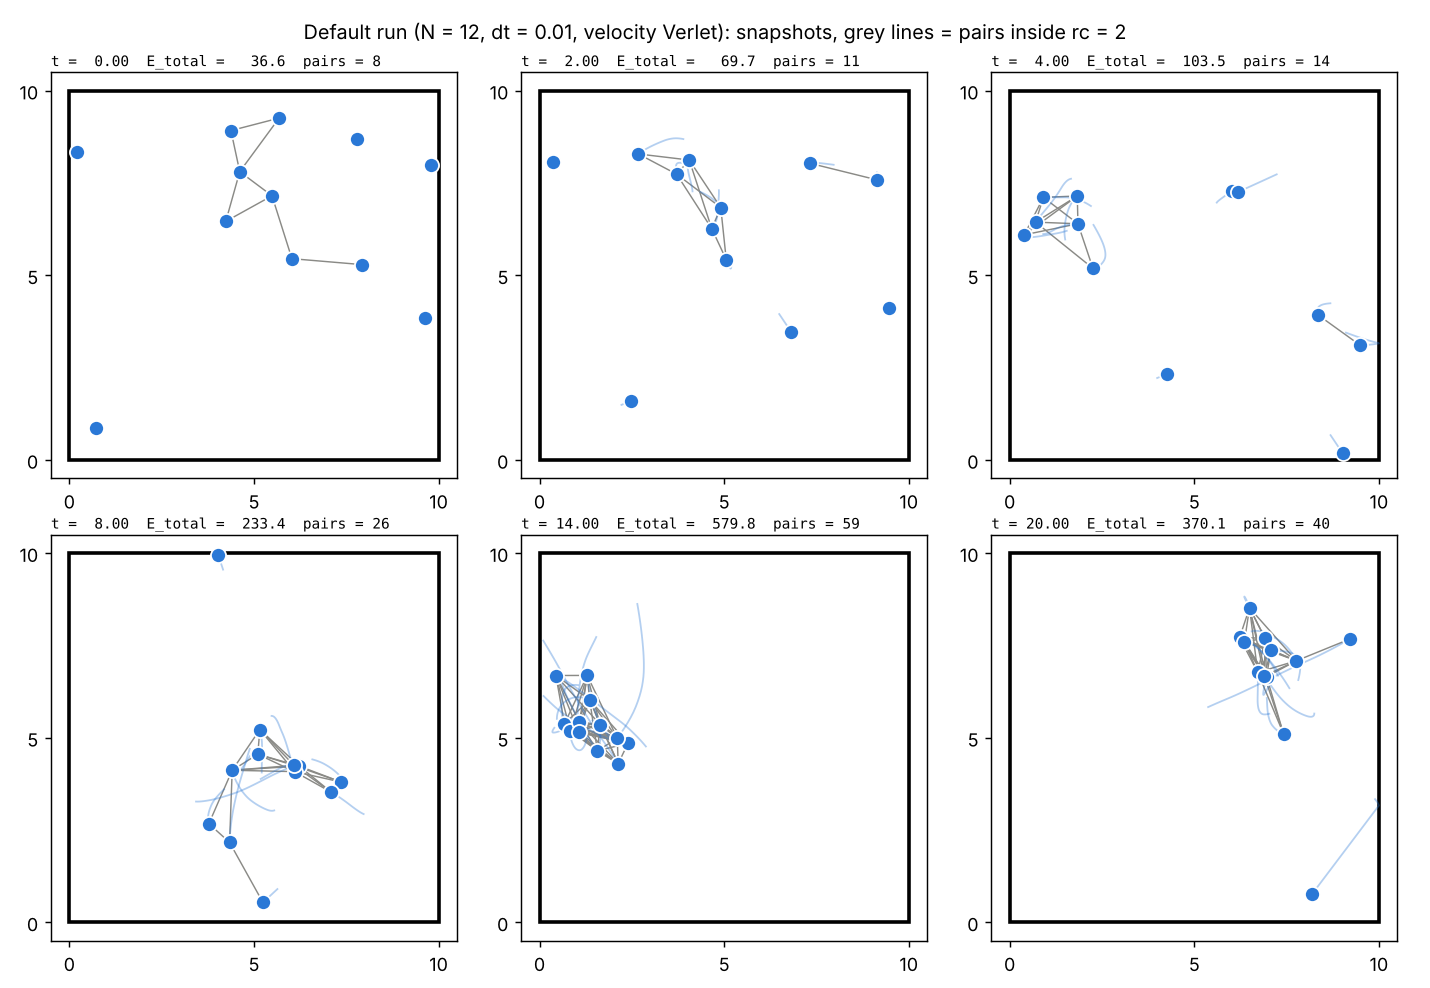 Default run (N = 12, dt = 0.01, velocity Verlet): snapshots, grey lines = pairs inside rc = 2
t =  0.00  E_total =   36.6  pairs = 8
10
5
0
0 5 10
t =  2.00  E_total =   69.7  pairs = 11
10
5
0
0 5 10
t =  4.00  E_total =  103.5  pairs = 14
10
5
0
0 5 10
t =  8.00  E_total =  233.4  pairs = 26
10
5
0
0 5 10
t = 14.00  E_total =  579.8  pairs = 59
10
5
0
0 5 10
t = 20.00  E_total =  370.1  pairs = 40
10
5
0
0 5 10